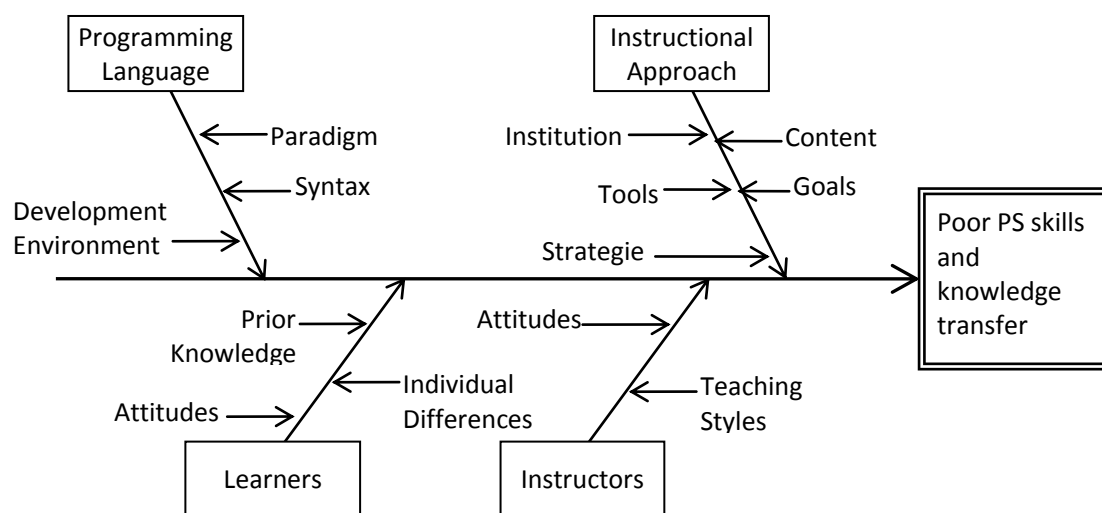 Programming
Language
Instructional
Approach
Paradigm
Institution
Content
Syntax
Tools
Goals
Development
Environment
Strategie
Poor PS skills
and
knowledge
transfer
Prior
Knowledge
Attitudes
Individual
Differences
Attitudes
Teaching
Styles
Learners
Instructors